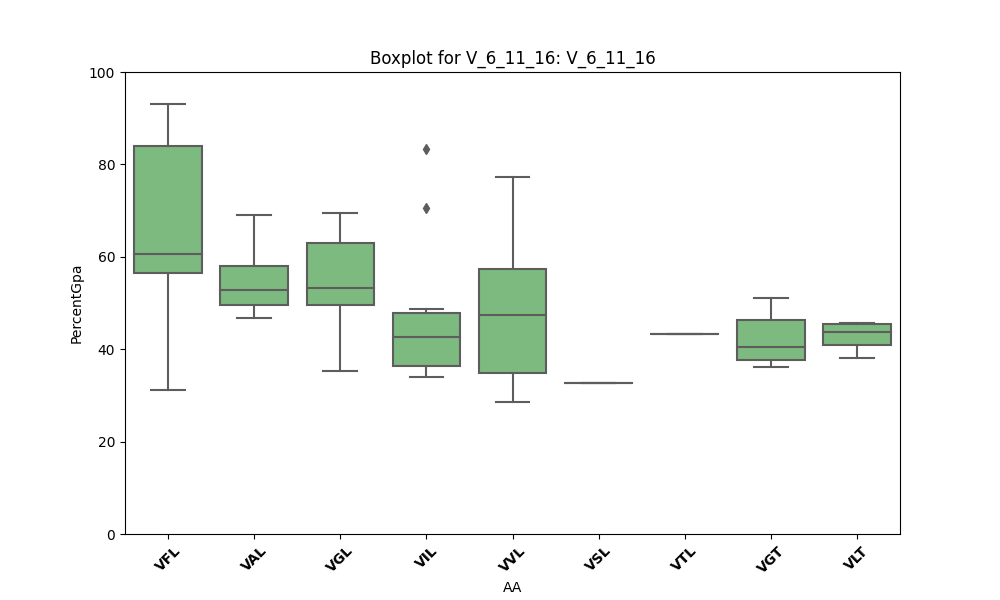 Boxplot for V_6_11_16: V_6_11_16
100
80
60
40
20
0
PercentGpa
VFL
VAL
VGL
VIL
VVL
VSL
VTL
VGT
VLT
AA